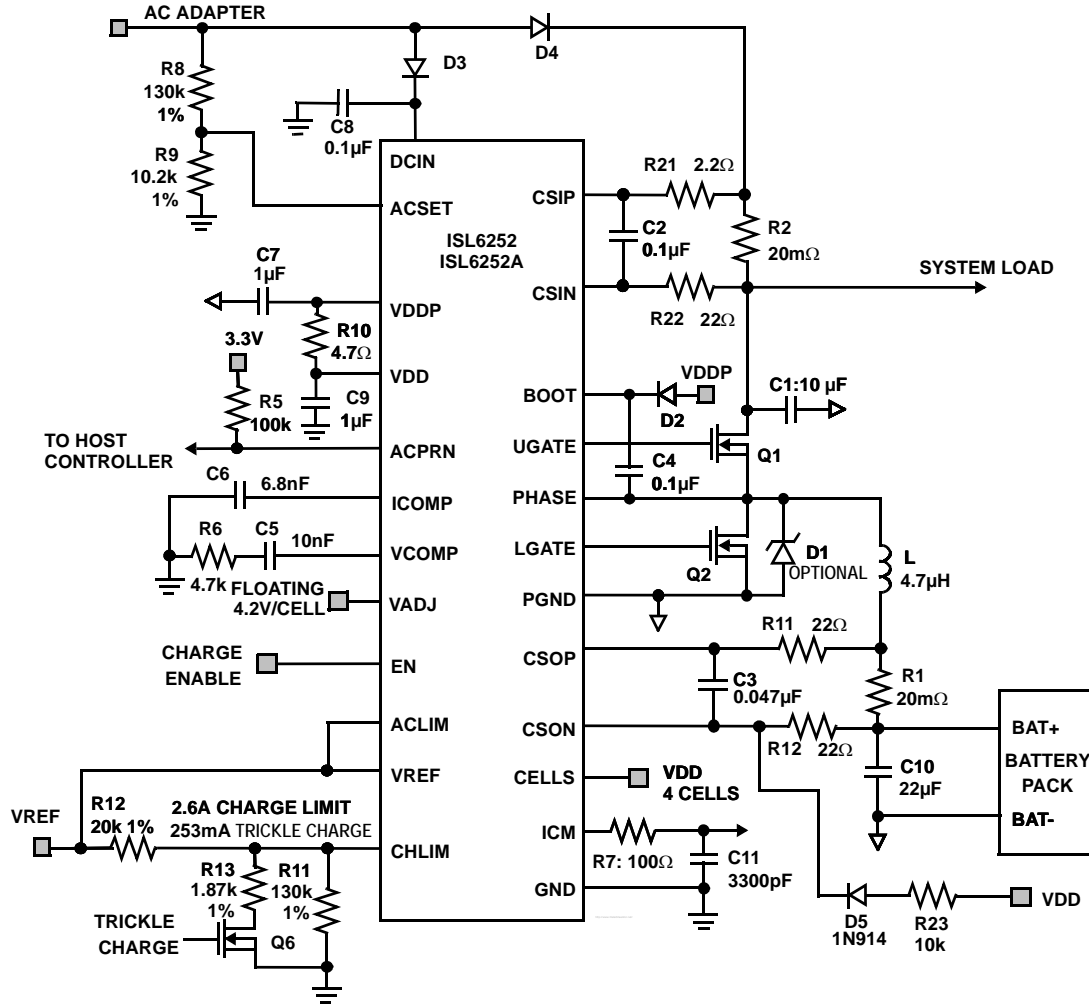 AC ADAPTER
D4
D3
R8
130k
1%
C8
0.1µF
R9
10.2k
1%
DCIN
ACSET
ISL6252
ISL6252A
CSIP
R21 2.2Ω
C2
0.1µF
R2
20mΩ
CSIN
R22 22Ω
SYSTEM LOAD
C7
1µF
VDDP
R10
4.7Ω
3.3V
VDD
R5
100k
C9
1µF
BOOT
VDDP
D2
C1:10 µF
TO HOST
CONTROLLER
ACPRN
UGATE
Q1
C4
0.1µF
C6
6.8nF
ICOMP
PHASE
R6
4.7k
C5
10nF
VCOMP
LGATE
Q2
D1
OPTIONAL
L
4.7µH
FLOATING
4.2V/CELL
VADJ
PGND
R11 22Ω
CHARGE
ENABLE
EN
CSOP
C3
0.047µF
R1
20mΩ
ACLIM
CSON
R12 22Ω
BAT+
BATTERY
PACK
BAT-
C10
22µF
VREF
CELLS
VDD
4 CELLS
VREF
R12
20k 1%
2.6A CHARGE LIMIT
253mA TRICKLE CHARGE
CHLIM
ICM
R7: 100Ω
C11
3300pF
R13
1.87k
1%
R11
130k
1%
GND
TRICKLE
CHARGE
Q6
D5
1N914
R23
10k
VDD